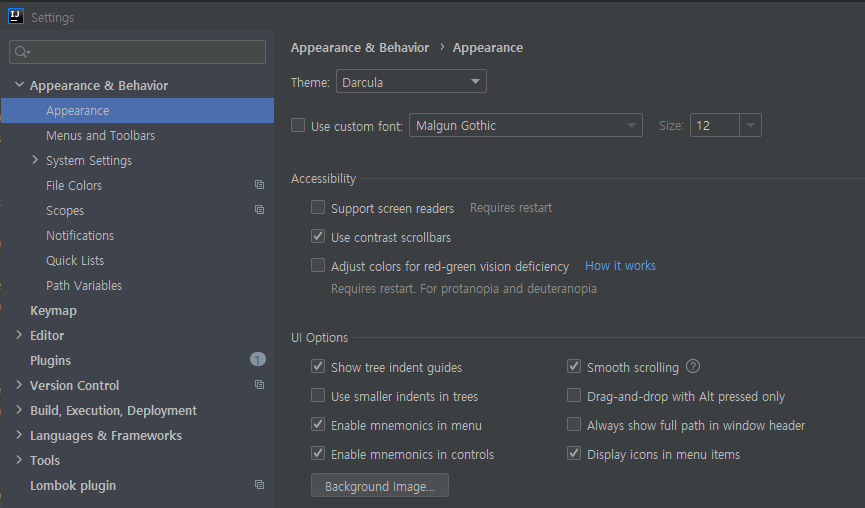 IJ
Settings
Appearance & Behavior
Appearance
Menus and Toolbars
System Settings
File Colors
Scopes
Notifications
Quick Lists
Path Variables
Keymap
Editor
Plugins 1
Version Control
Build, Execution, Deployment
Languages & Frameworks
Tools
Lombok plugin
Appearance & Behavior › Appearance
Theme: Darcula
Use custom font: Malgun Gothic Size: 12
Accessibility
Support screen readers Requires restart
Use contrast scrollbars
Adjust colors for red-green vision deficiency How it works
Requires restart. For protanopia and deuteranopia
UI Options
Show tree indent guides Smooth scrolling ?
Use smaller indents in trees Drag-and-drop with Alt pressed only
Enable mnemonics in menu Always show full path in window header
Enable mnemonics in controls Display icons in menu items
Background Image...